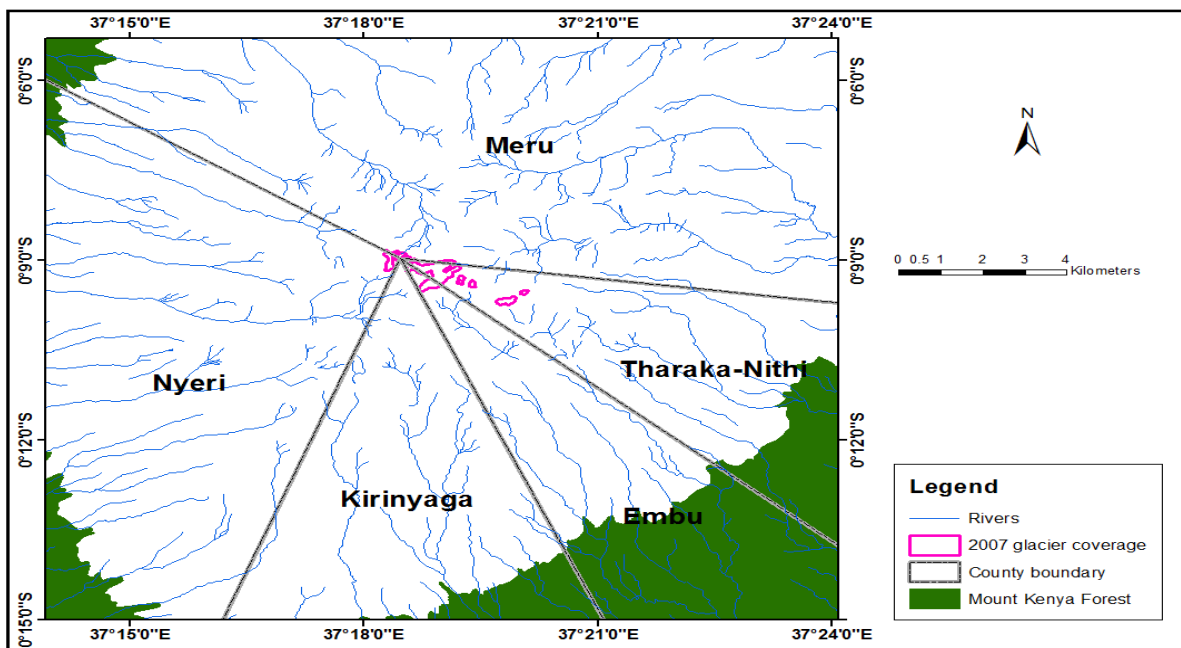 37°15'0"E 37°18'0"E 37°21'0"E 37°24'0"E
0°6'0"S 0°6'0"S
N
Meru
0°9'0"S 0°9'0"S
0 0.5 1 2 3 4
Kilometers
Tharaka-Nithi
Nyeri
0°12'0"S 0°12'0"S
Kirinyaga
Embu
Legend
Rivers
2007 glacier coverage
County boundary
Mount Kenya Forest
0°15'0"S 0°15'0"S
37°15'0"E 37°18'0"E 37°21'0"E 37°24'0"E